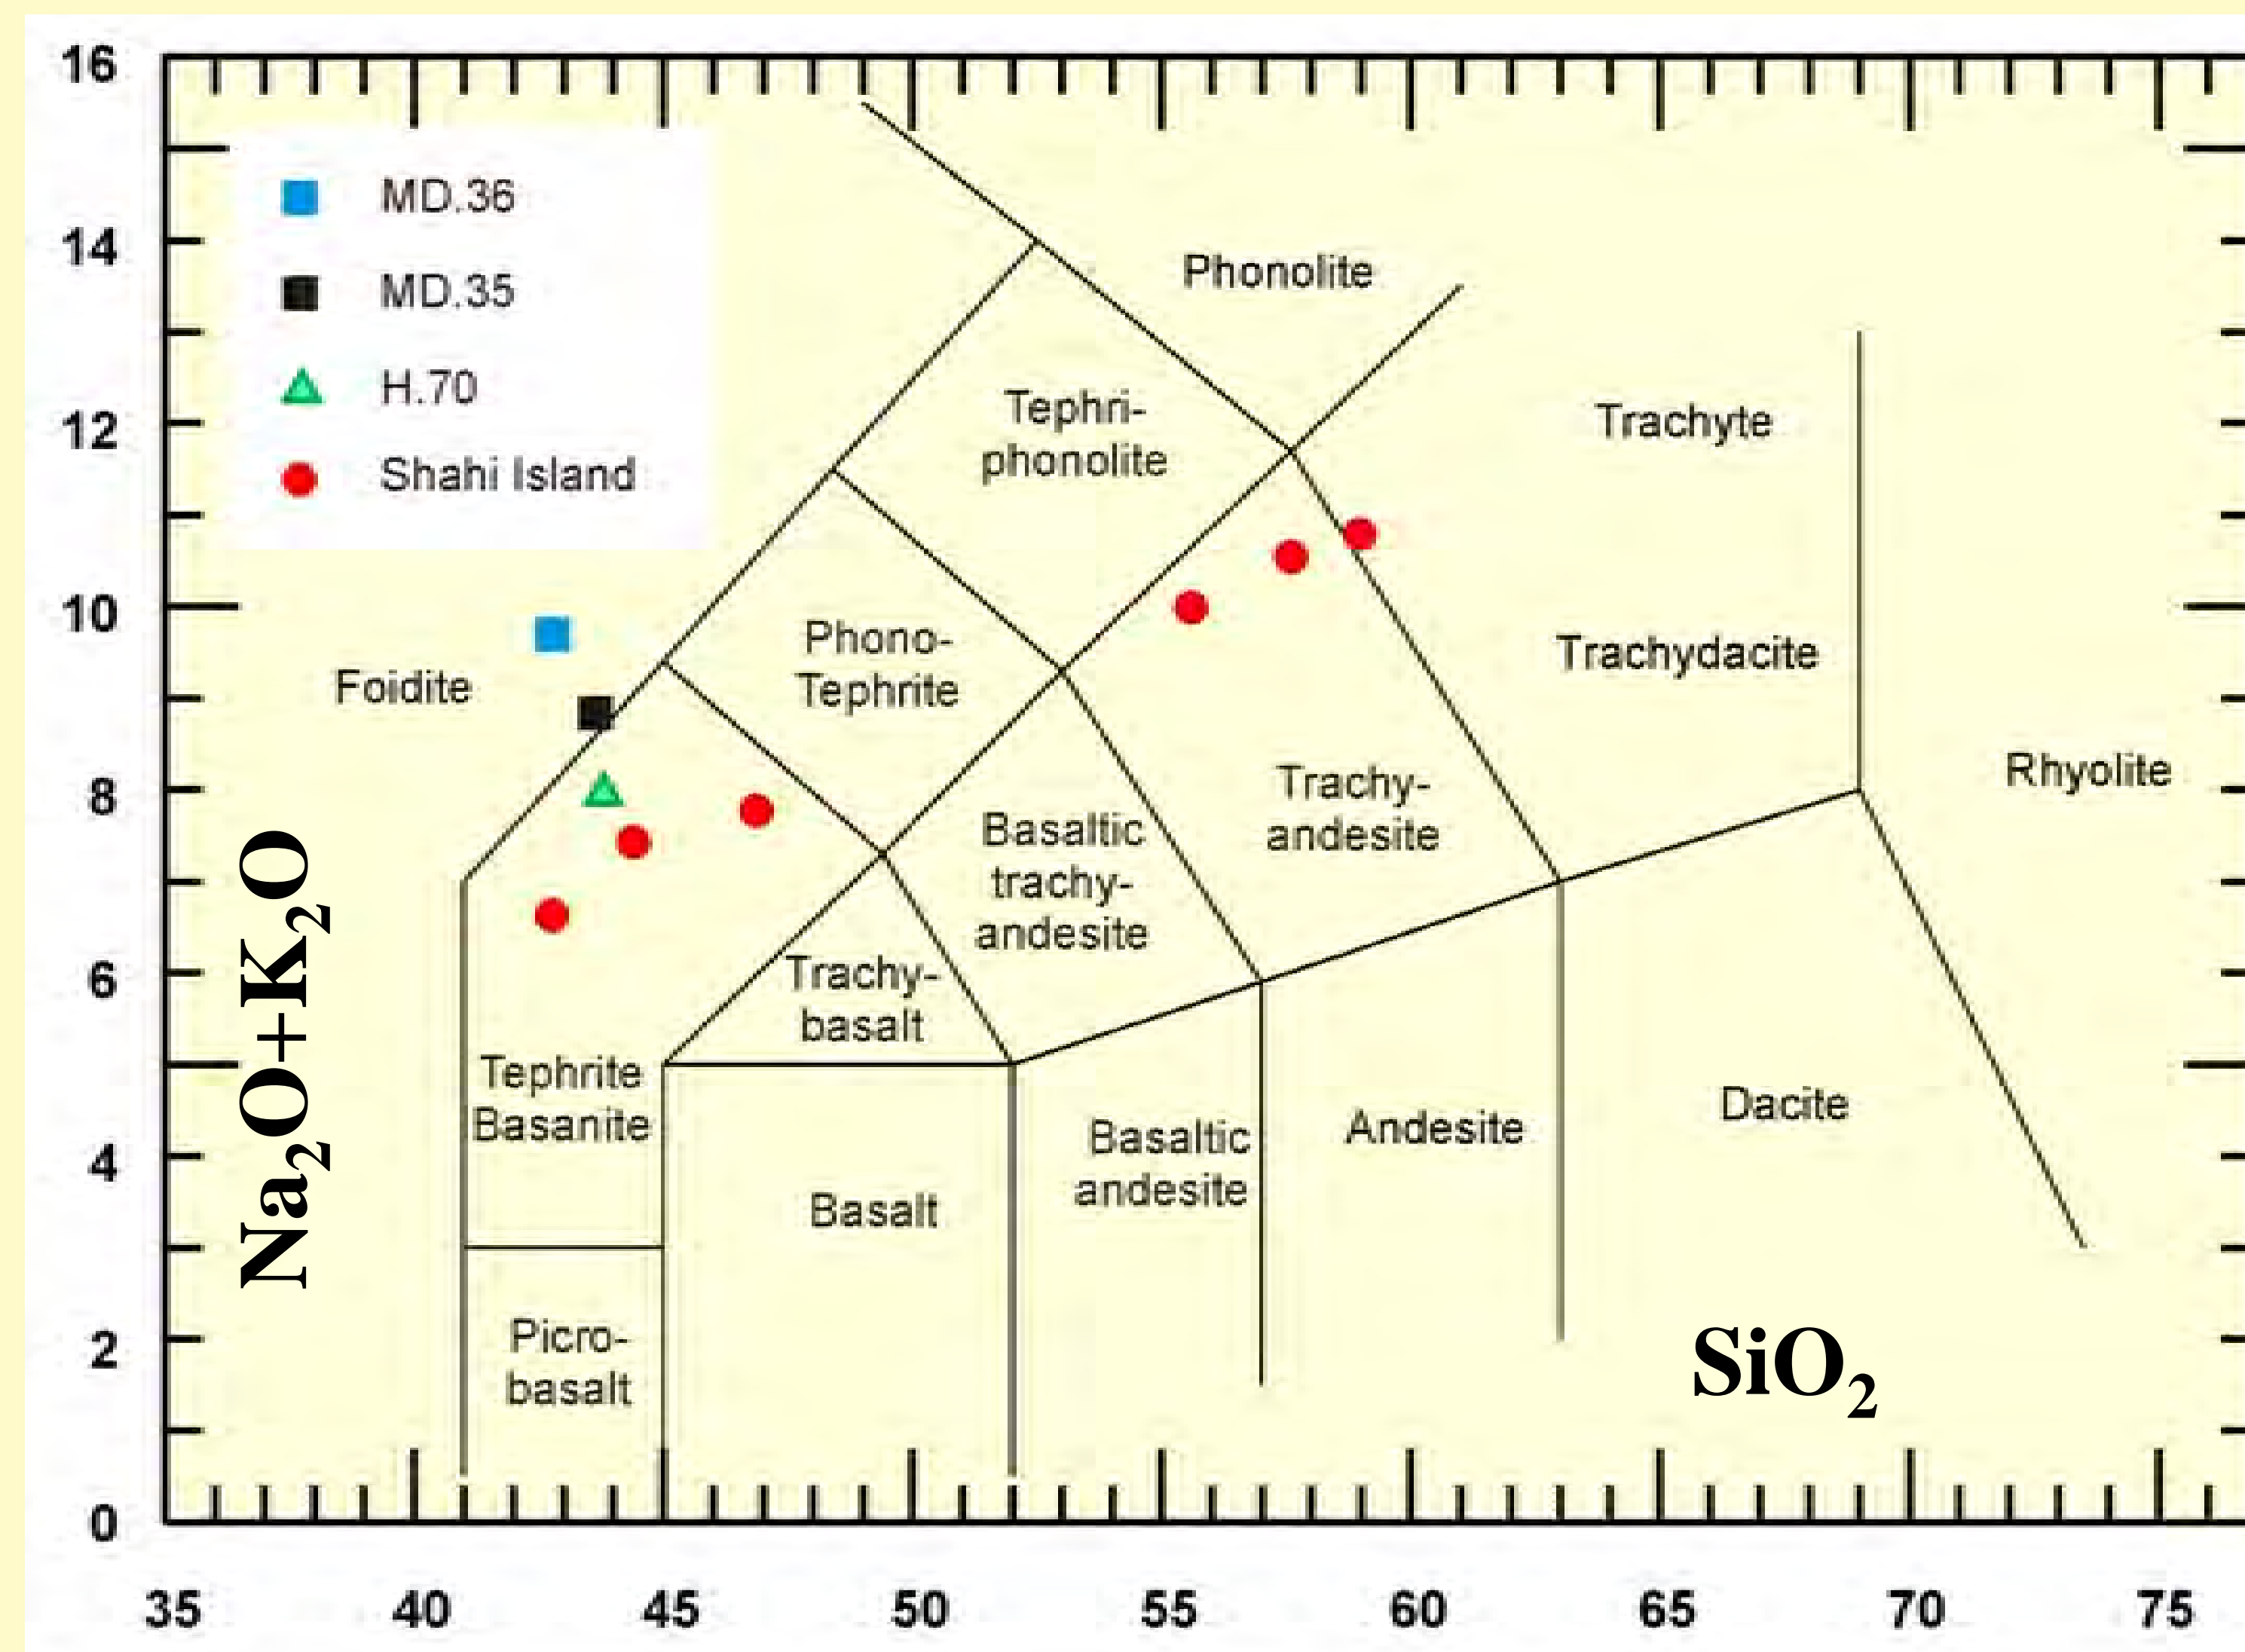 16
14
12
10
8
6
4
2
0
Na₂O+K₂O
MD.36
MD.35
H.70
Shahi Island
Phonolite
Tephri-
phonolite
Trachyte
Phono-
Tephrite
Trachydacite
Foidite
Rhyolite
Trachy-
andesite
Basaltic
trachy-
andesite
Trachy-
basalt
Tephrite
Basanite
Basaltic
andesite
Andesite
Dacite
Basalt
Picro-
basalt
SiO₂
35 40 45 50 55 60 65 70 75